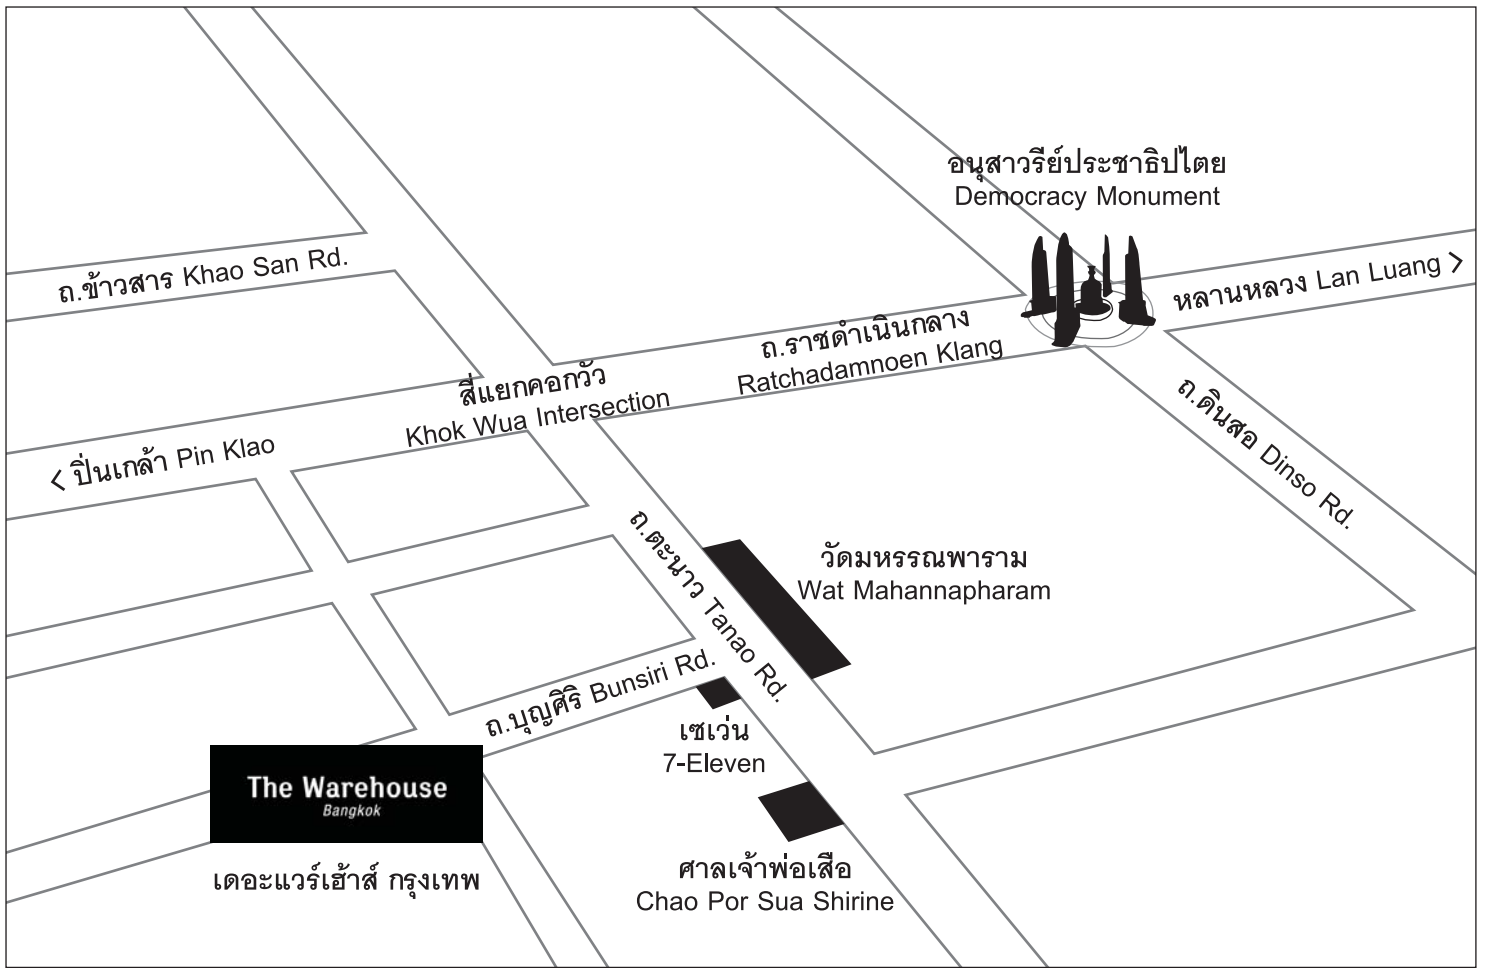 อนุสาวรีย์ประชาธิปไตย
Democracy Monument
ถ.ข้าวสาร Khao San Rd.
หลานหลวง Lan Luang >
ถ.ราชดำเนินกลาง
Ratchadamnoen Klang
สี่แยกคอกวัว
Khok Wua Intersection
< ปิ่นเกล้า Pin Klao
ถ.ดินสอ Dinso Rd.
ถ.ตะนาว Tanao Rd.
วัดมหรรณพาราม
Wat Mahannapharam
ถ.บุญศิริ Bunsiri Rd.
เซเว่น
7-Eleven
The Warehouse
Bangkok
เดอะแวร์เฮ้าส์ กรุงเทพ
ศาลเจ้าพ่อเสือ
Chao Por Sua Shirine